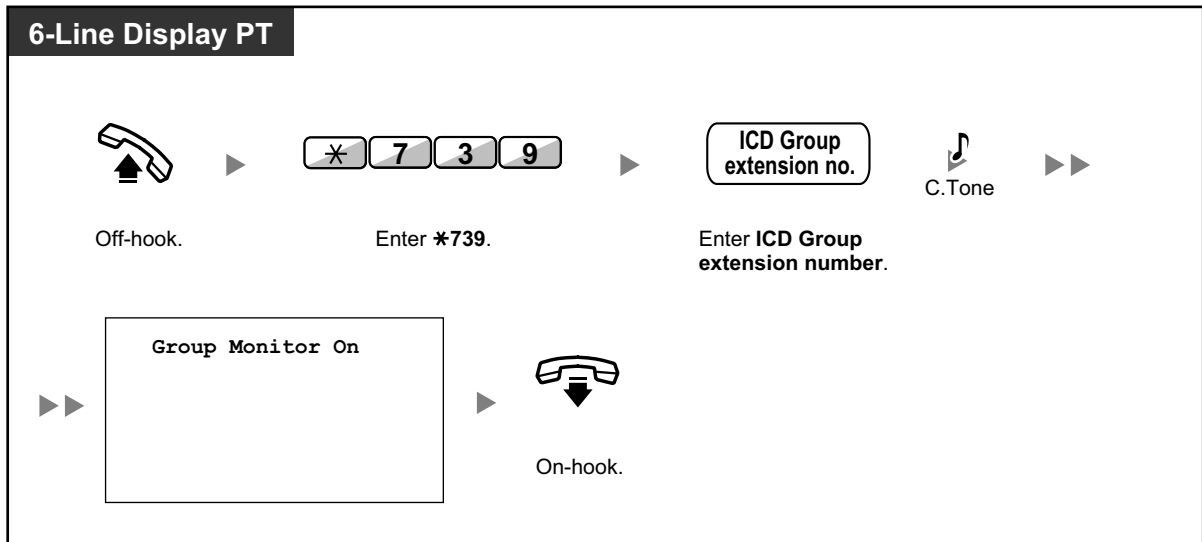 6-Line Display PT
* 7 3 9
ICD Group
extension no.
C.Tone
Off-hook.
Enter *739.
Enter ICD Group
extension number.
Group Monitor On
On-hook.